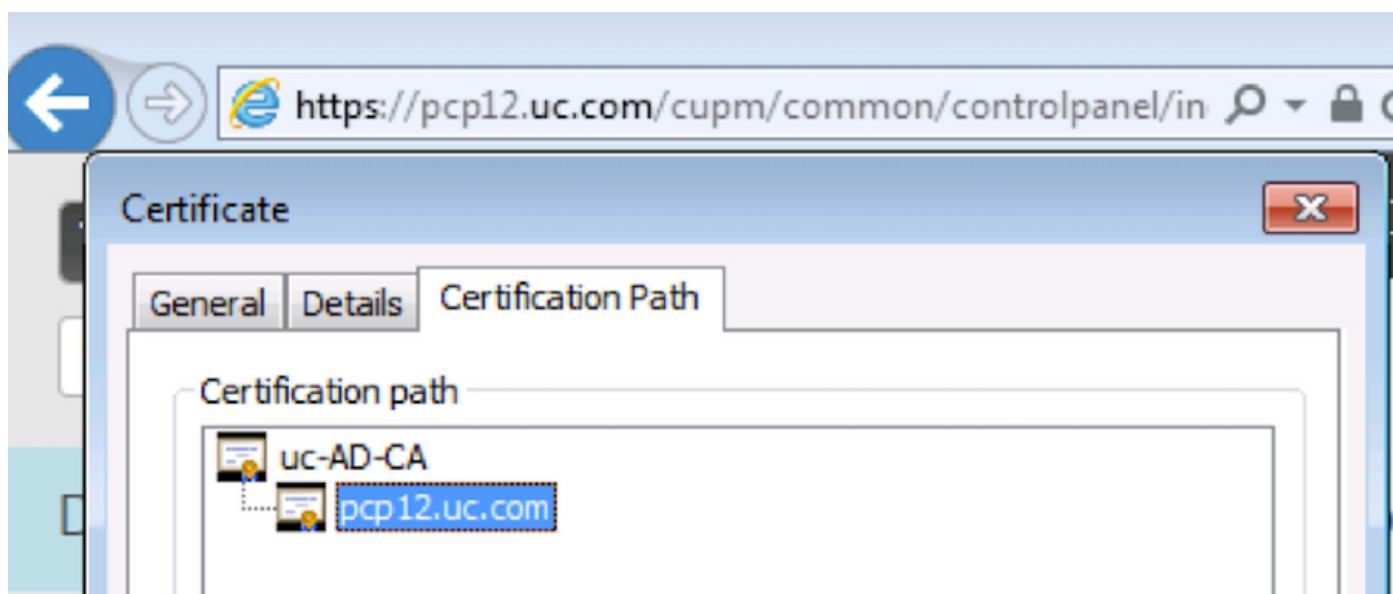 https://pcp12.uc.com/cupm/common/controlpanel/in
Certificate
General Details Certification Path
Certification path
uc-AD-CA
pcp12.uc.com